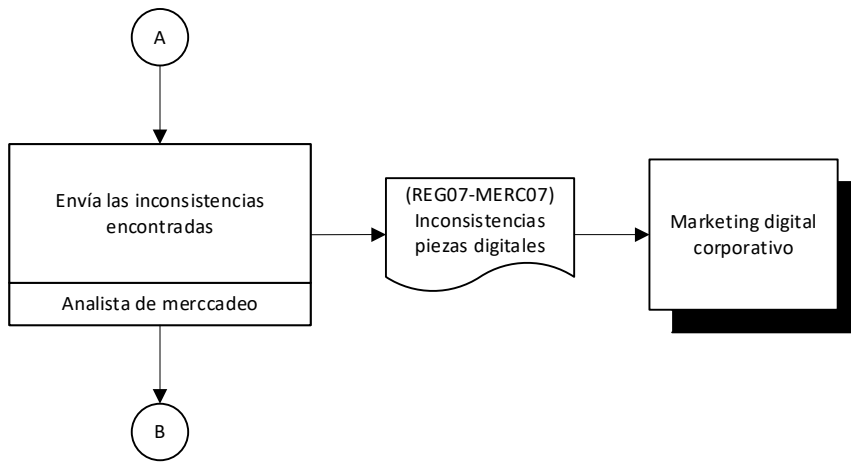 A
Envía las inconsistencias
encontradas
Analista de merccadeo
(REG07-MERC07)
Inconsistencias
piezas digitales
Marketing digital
corporativo
B